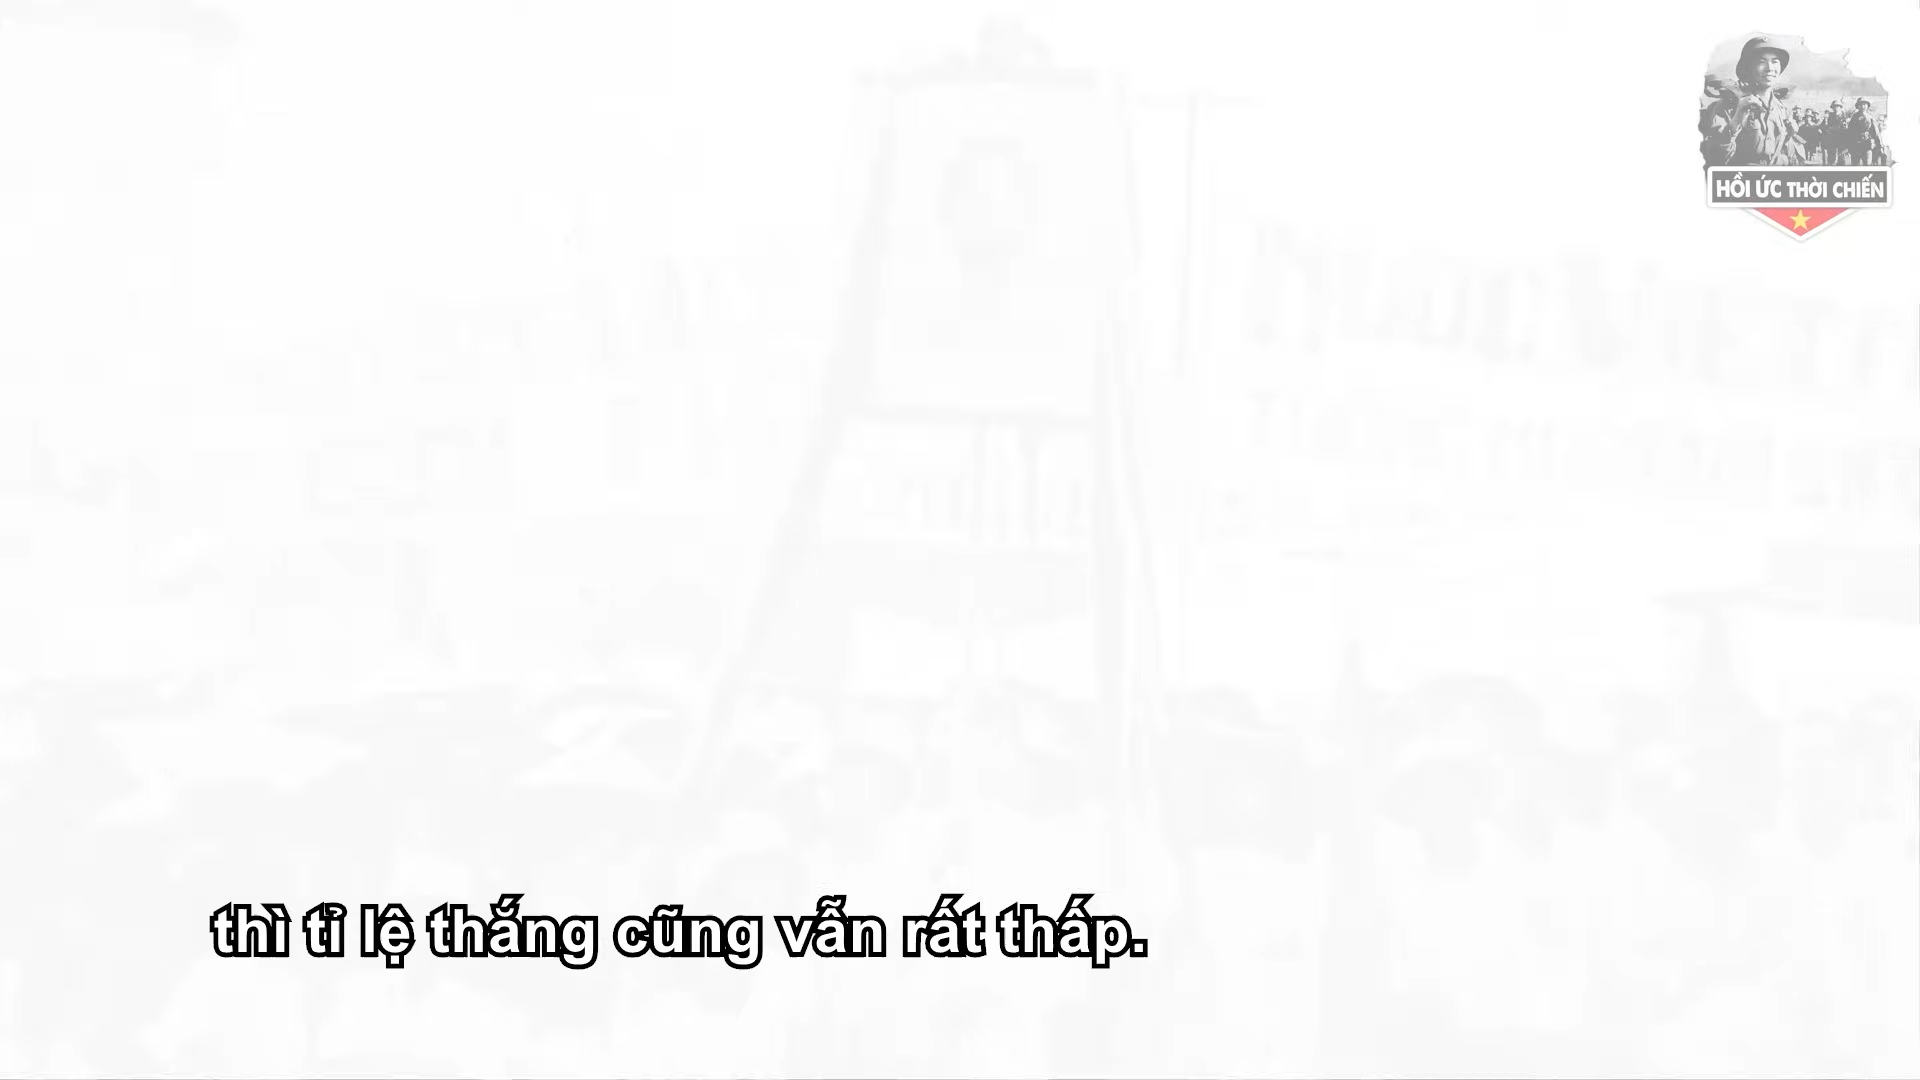 HỒI ỨC THỜI CHIẾN
thì tỉ lệ thắng cũng vẫn rất thấp.